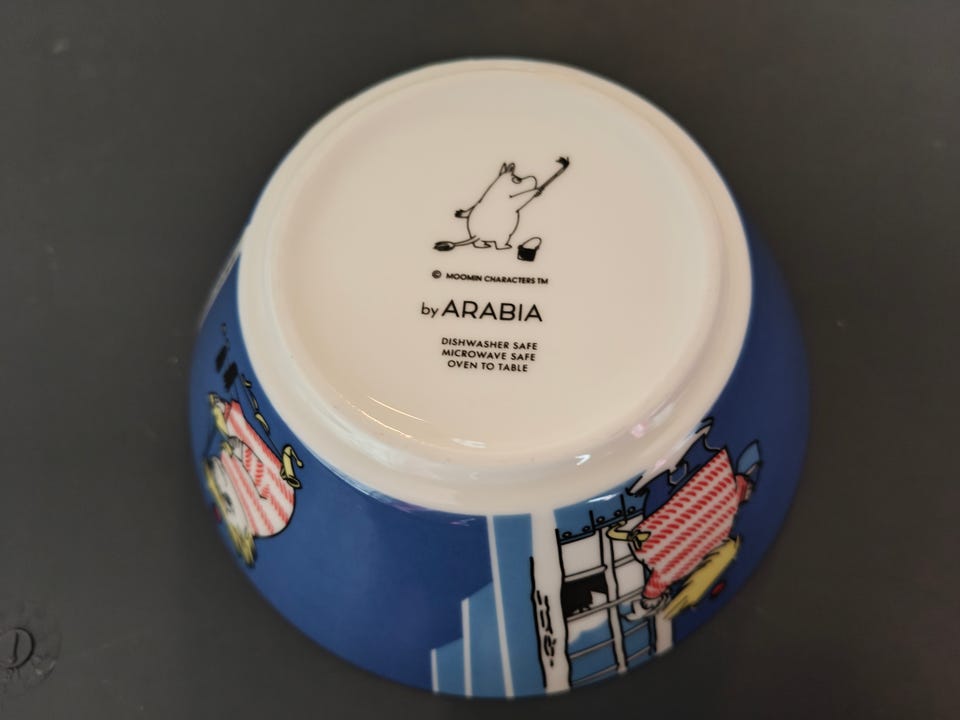 © MOOMIN CHARACTERS TM
by ARABIA
DISHWASHER SAFE
MICROWAVE SAFE
OVEN TO TABLE